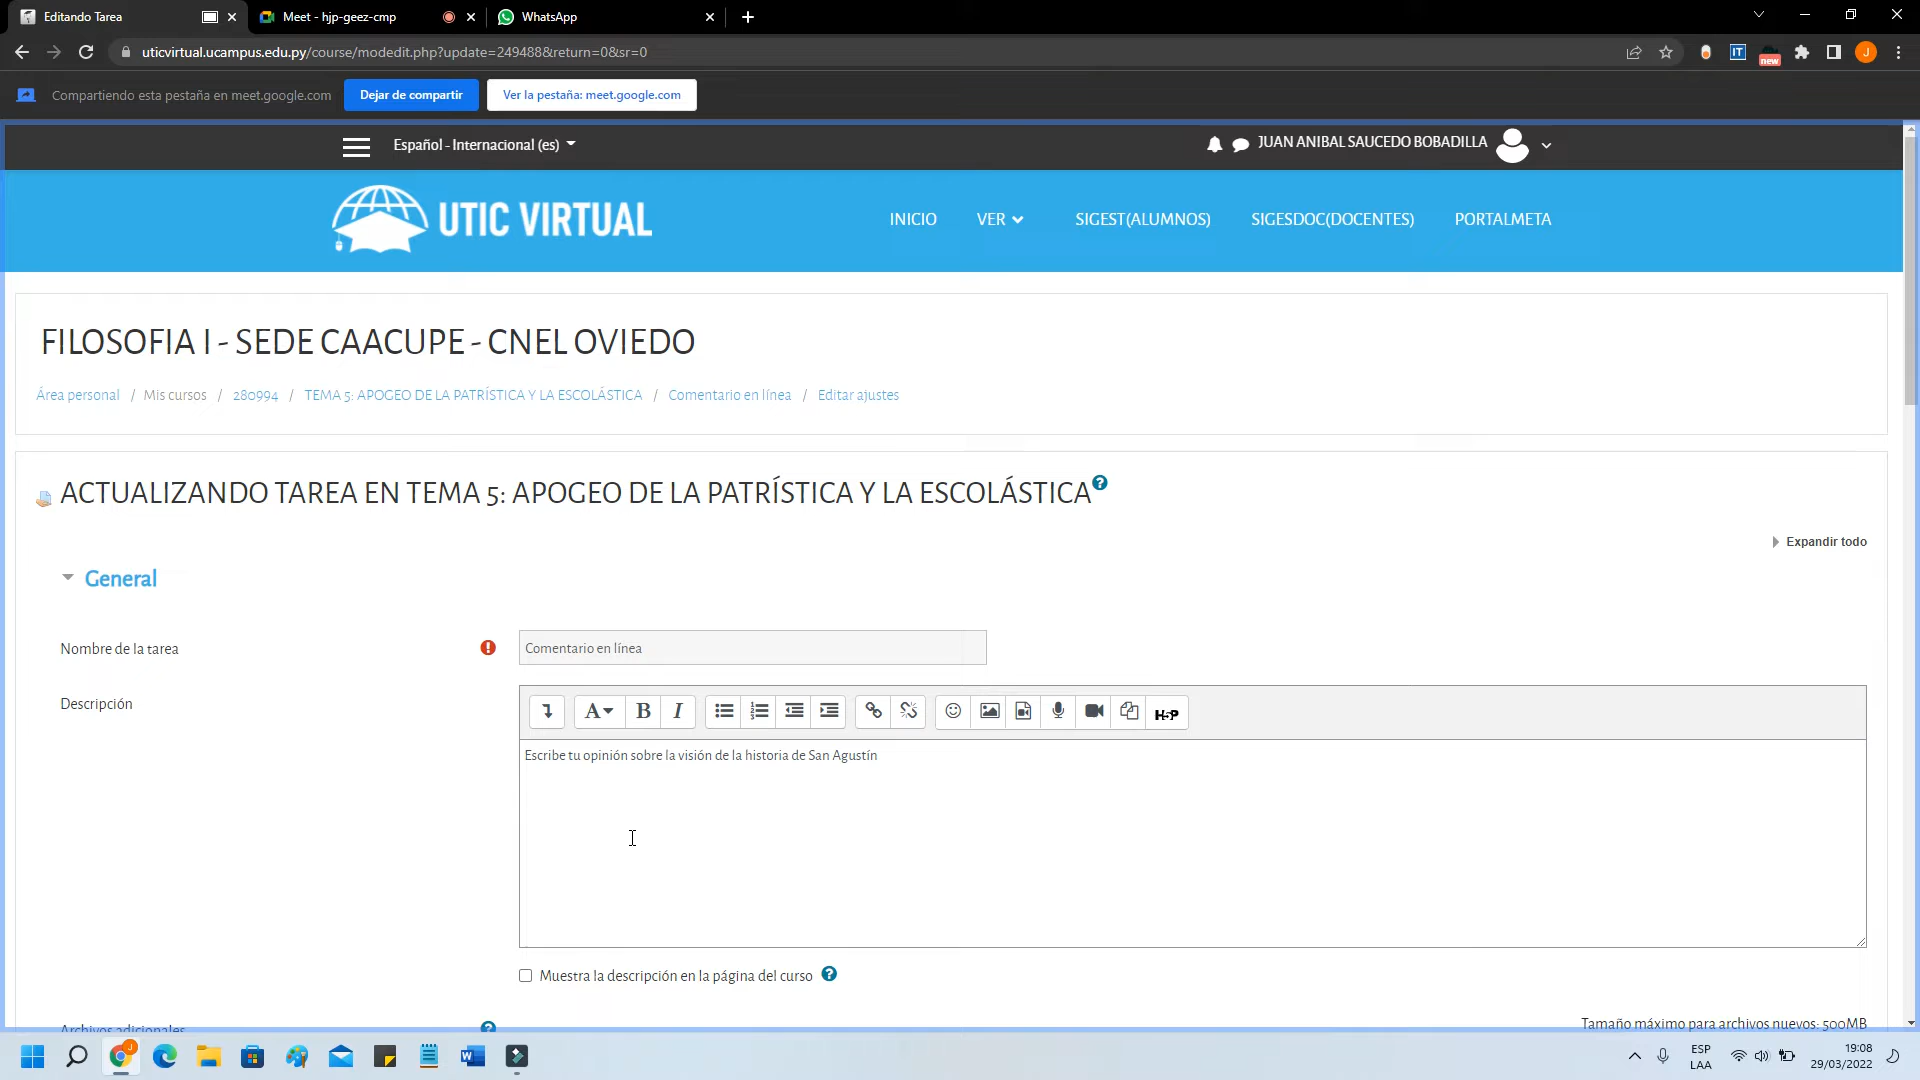 Editando Tarea
Meet - hjp-geez-cmp
WhatsApp
uticvirtual.ucampus.edu.py/course/modedit.php?update=249488&return=0&sr=0
IT
new
J
Compartiendo esta pestaña en meet.google.com
Dejar de compartir
Ver la pestaña: meet.google.com
Español - Internacional (es)
JUAN ANIBAL SAUCEDO BOBADILLA
UTIC VIRTUAL
INICIO
VER
SIGEST(ALUMNOS)
SIGESDOC(DOCENTES)
PORTALMETA
FILOSOFIA I - SEDE CAACUPE - CNEL OVIEDO
Área personal / Mis cursos / 280994 / TEMA 5: APOGEO DE LA PATRÍSTICA Y LA ESCOLÁSTICA / Comentario en línea / Editar ajustes
ACTUALIZANDO TAREA EN TEMA 5: APOGEO DE LA PATRÍSTICA Y LA ESCOLÁSTICA
Expandir todo
General
Nombre de la tarea
Comentario en línea
Descripción
A B I
H-P
Escribe tu opinión sobre la visión de la historia de San Agustín
Muestra la descripción en la página del curso
Archivos adicionales
Tamaño máximo para archivos nuevos: 500MB
J
ESP
LAA
19:08
29/03/2022